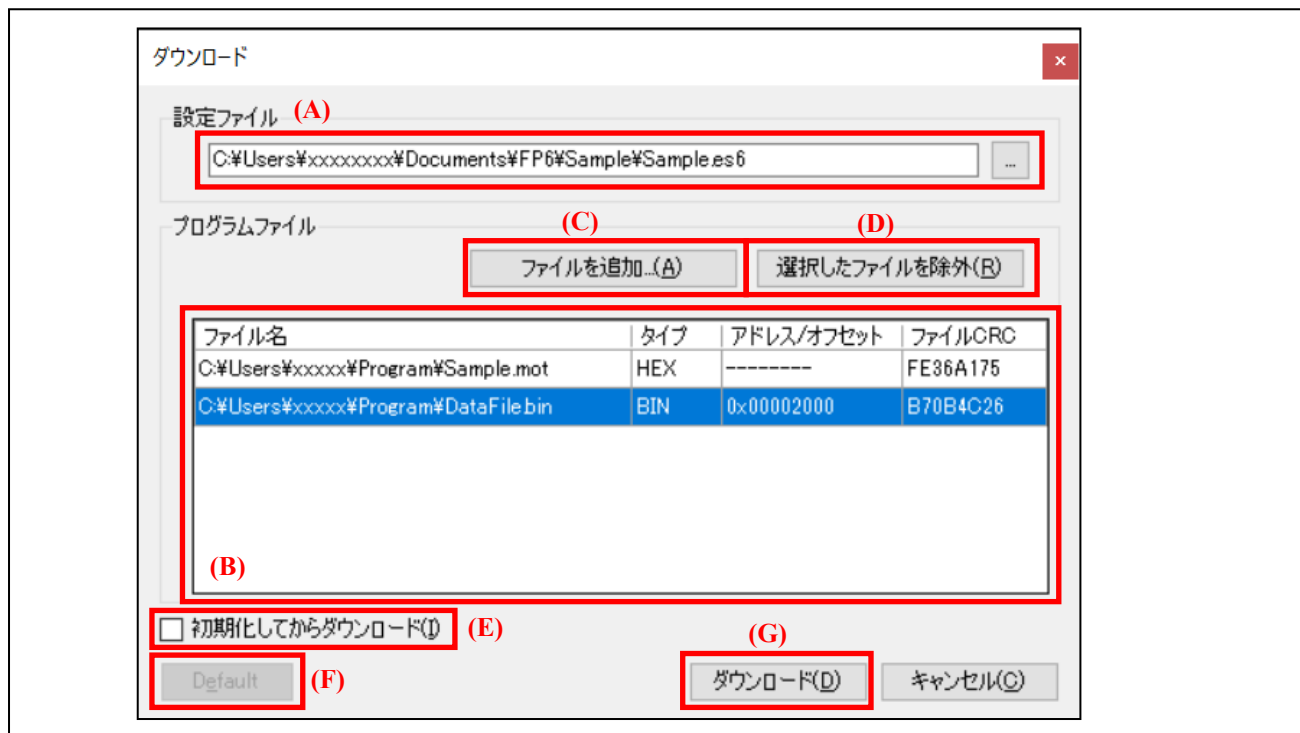 ダウンロード
×
設定ファイル (A)
C:¥Users¥xxxxxxxx¥Documents¥FP6¥Sample¥Sample.es6 ...
プログラムファイル
(C) (D)
ファイルを追加...(A) 選択したファイルを除外(R)
ファイル名 タイプ アドレス/オフセット ファイルCRC
C:¥Users¥xxxxx¥Program¥Sample.mot HEX -------- FE36A175
C:¥Users¥xxxxx¥Program¥DataFile.bin BIN 0x00002000 B70B4C26
(B)
初期化してからダウンロード(I) (E)
(G)
Default (F) ダウンロード(D) キャンセル(C)